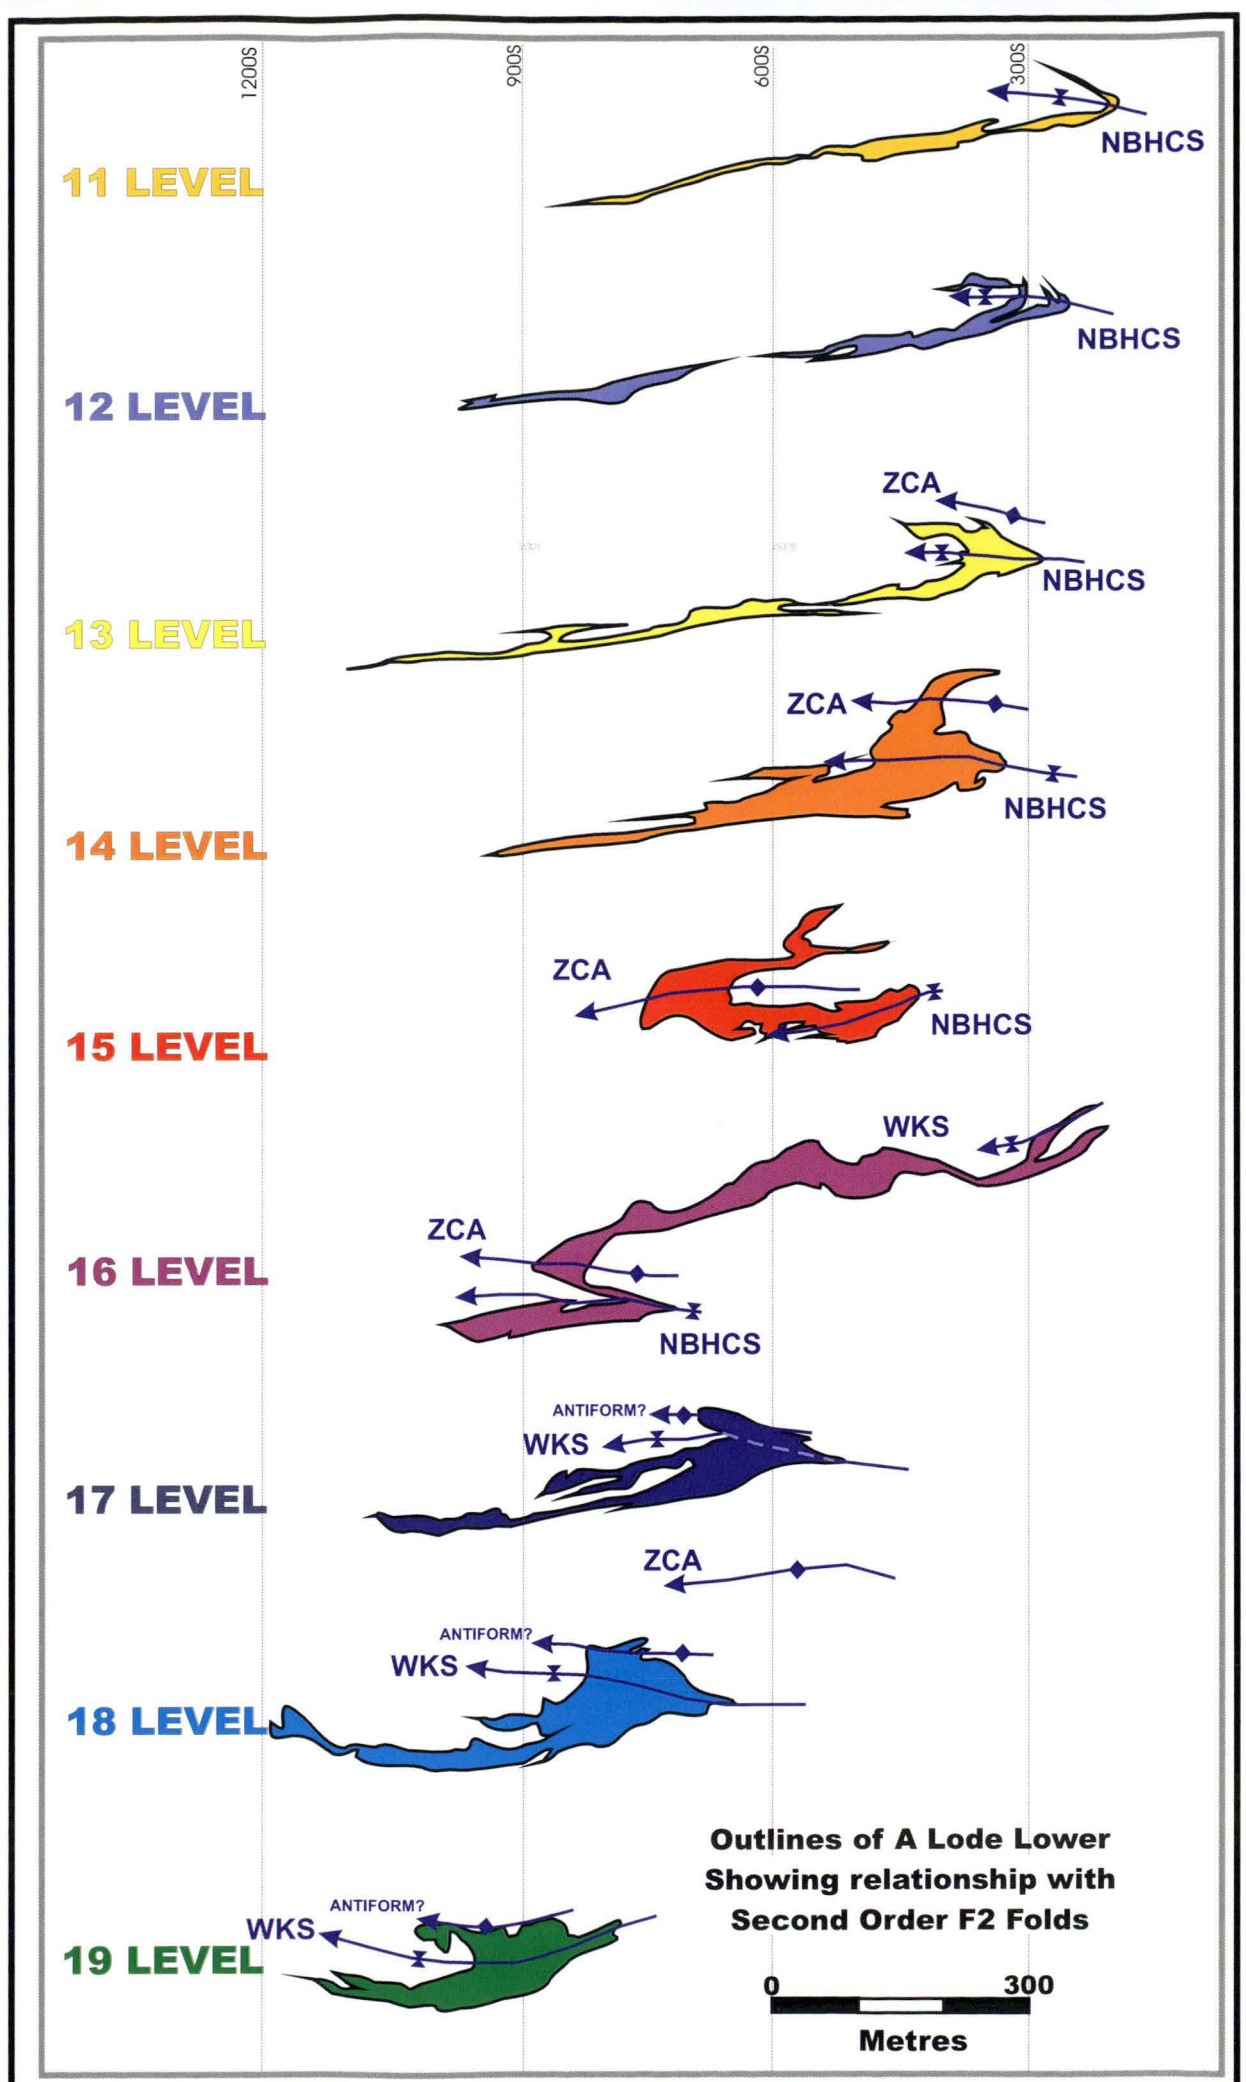 1200S
900S
600S
300S
NBHCS
11 LEVEL
NBHCS
12 LEVEL
ZCA
NBHCS
13 LEVEL
ZCA
NBHCS
14 LEVEL
ZCA
NBHCS
15 LEVEL
WKS
ZCA
16 LEVEL
NBHCS
ANTIFORM?
WKS
17 LEVEL
ZCA
ANTIFORM?
WKS
18 LEVEL
Outlines of A Lode Lower
Showing relationship with
Second Order F2 Folds
ANTIFORM?
WKS
19 LEVEL
0 300
Metres